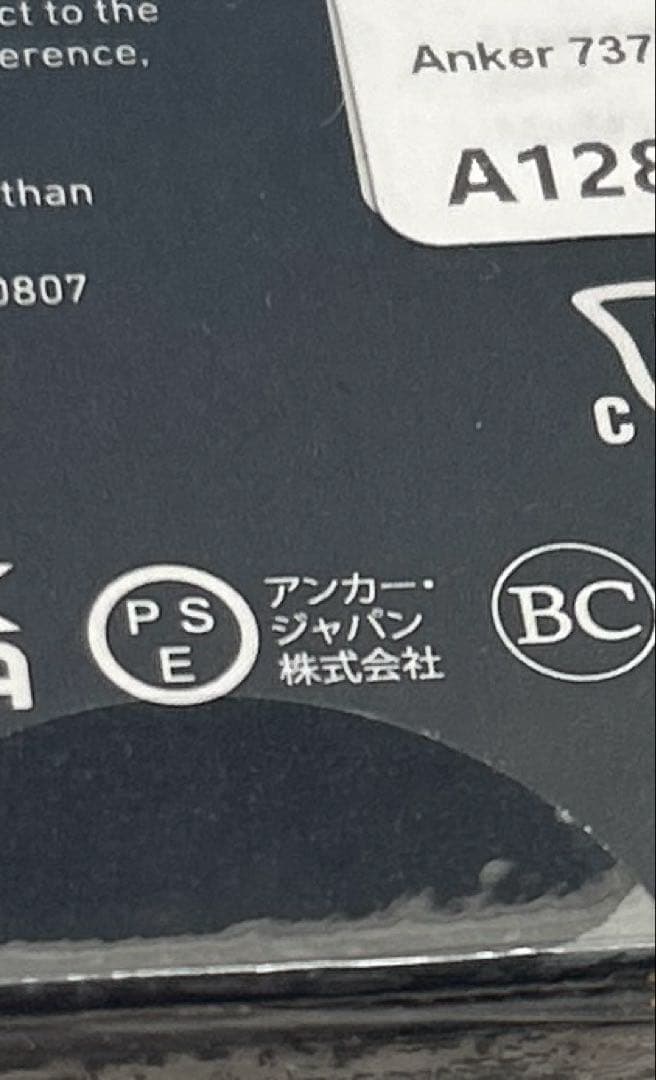 ct to the
erence,
Anker 737
A128
than
0807
C
A
PSE
アンカー・
ジャパン
株式会社
BC